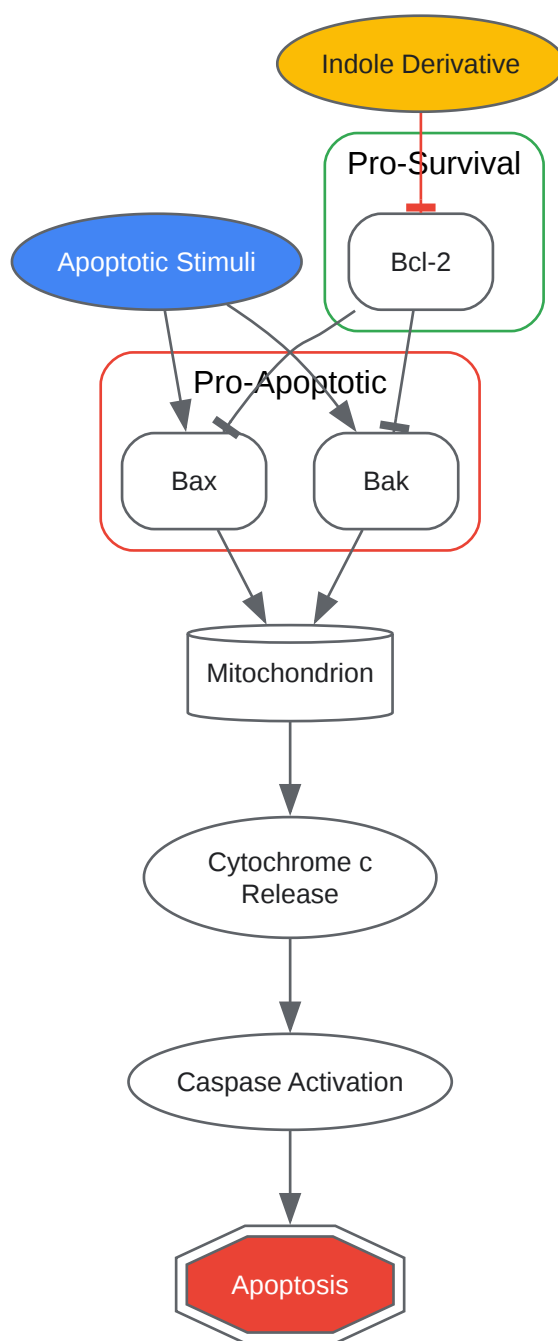 Indole Derivative
Pro-Survival
Apoptotic Stimuli
Bcl-2
Pro-Apoptotic
Bax
Bak
Mitochondrion
Cytochrome c
Release
Caspase Activation
Apoptosis